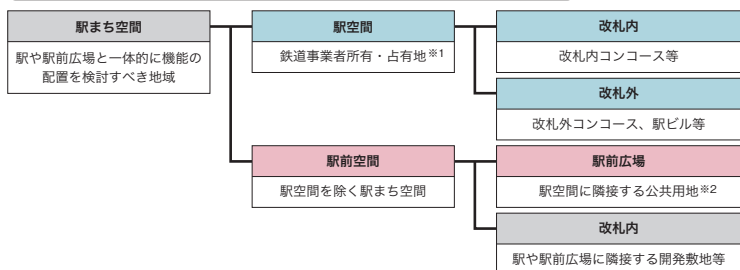 駅まち空間
駅や駅前広場と一体的に機能の
配置を検討すべき地域
駅空間
鉄道事業者所有・占有地※1
改札内
改札内コンコース等
改札外
改札外コンコース、駅ビル等
駅前空間
駅空間を除く駅まち空間
駅前広場
駅空間に隣接する公共用地※2
改札内
駅や駅前広場に隣接する開発敷地等